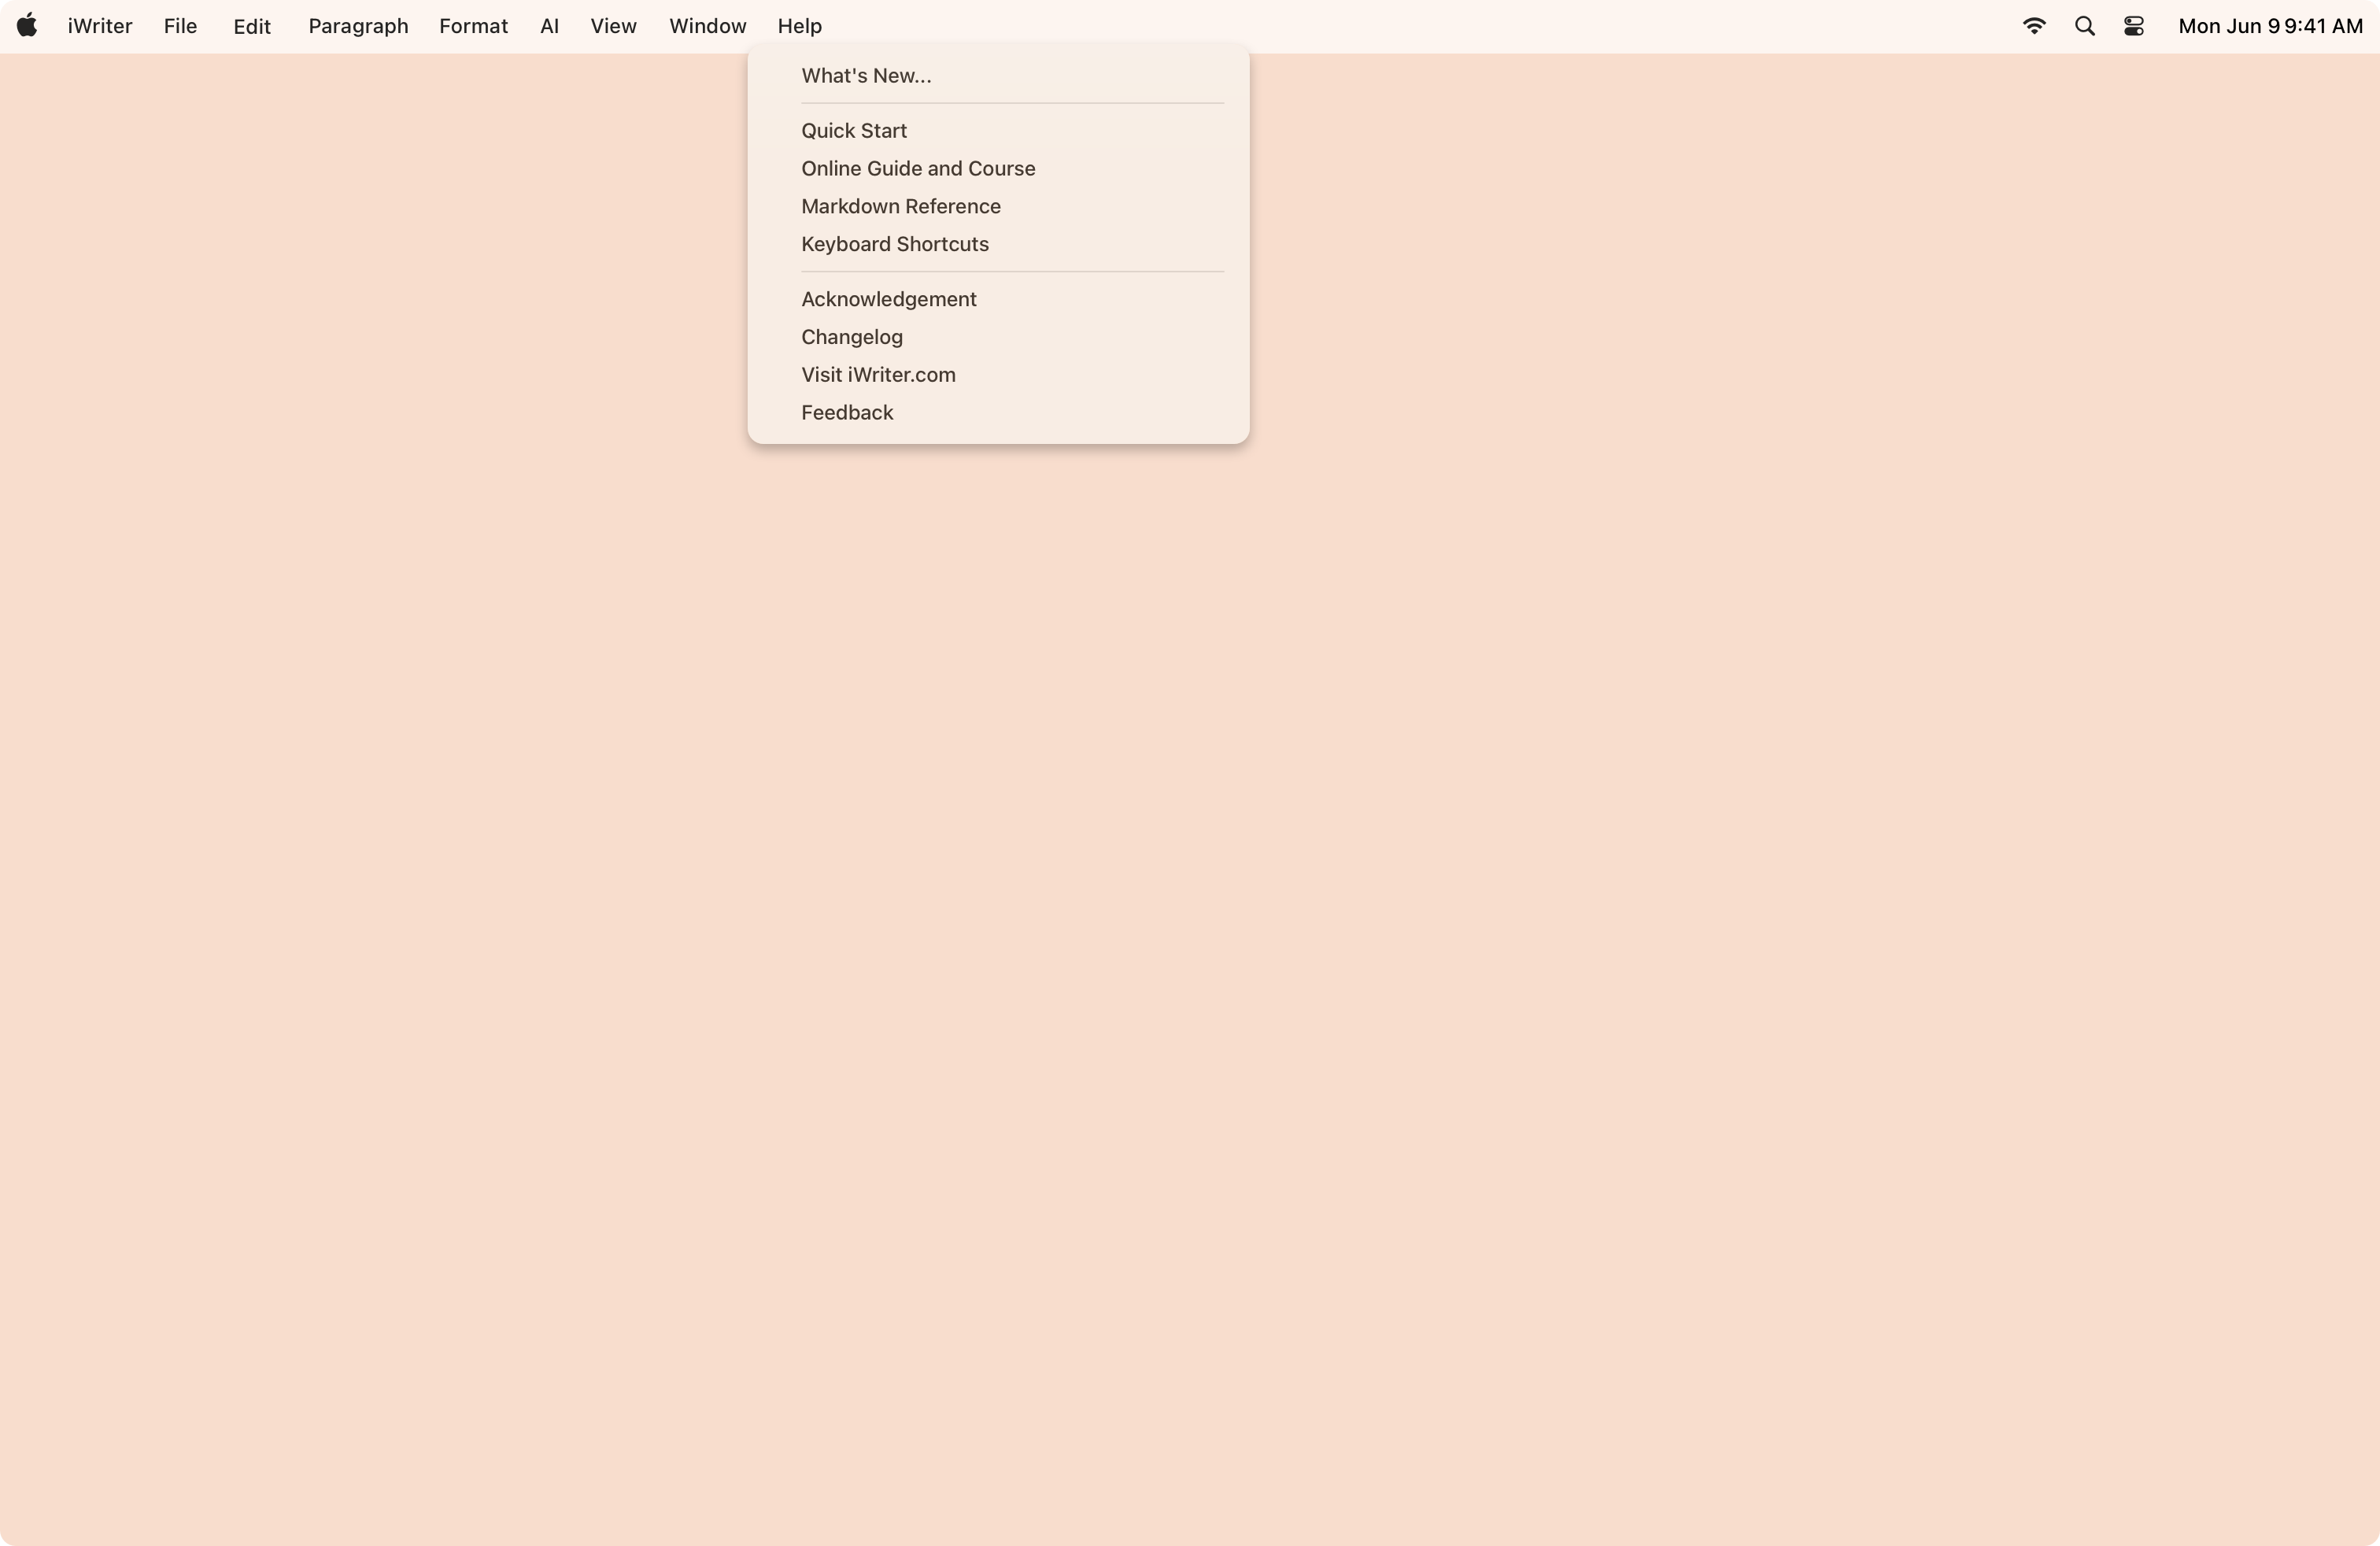 iWriter File Edit Paragraph Format AI View Window Help Mon Jun 9 9:41 AM
What's New...
Quick Start
Online Guide and Course
Markdown Reference
Keyboard Shortcuts
Acknowledgement
Changelog
Visit iWriter.com
Feedback